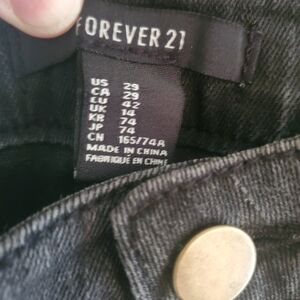 FOREVER 21
US 29
CA 29
EU 42
UK 14
KR 74
JP 74
CN 165/74A
MADE IN CHINA
FABRIQUÉ EN CHINE